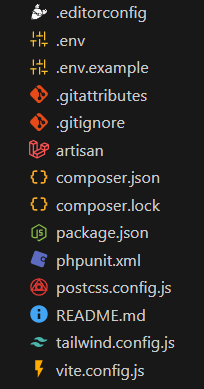 .editorconfig
.env
.env.example
.gitattributes
.gitignore
artisan
composer.json
composer.lock
package.json
phpunit.xml
postcss.config.js
README.md
tailwind.config.js
vite.config.js